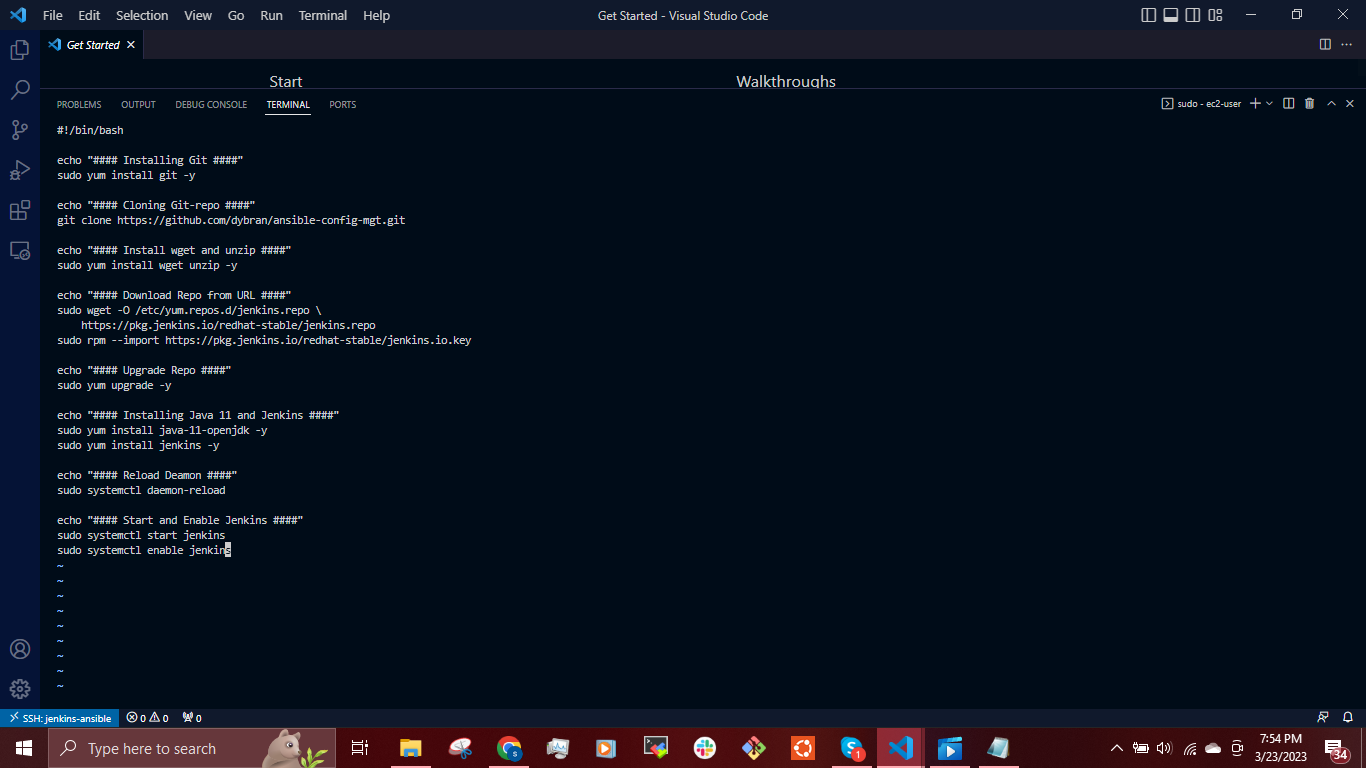 File Edit Selection View Go Run Terminal Help
Get Started - Visual Studio Code
Get Started
Start
Walkthroughs
PROBLEMS OUTPUT DEBUG CONSOLE TERMINAL PORTS
sudo - ec2-user
#!/bin/bash
echo "#### Installing Git ####"
sudo yum install git -y
echo "#### Cloning Git-repo ####"
git clone https://github.com/dybran/ansible-config-mgt.git
echo "#### Install wget and unzip ####"
sudo yum install wget unzip -y
echo "#### Download Repo from URL ####"
sudo wget -O /etc/yum.repos.d/jenkins.repo \
https://pkg.jenkins.io/redhat-stable/jenkins.repo
sudo rpm --import https://pkg.jenkins.io/redhat-stable/jenkins.io.key
echo "#### Upgrade Repo ####"
sudo yum upgrade -y
echo "#### Installing Java 11 and Jenkins ####"
sudo yum install java-11-openjdk -y
sudo yum install jenkins -y
echo "#### Reload Deamon ####"
sudo systemctl daemon-reload
echo "#### Start and Enable Jenkins ####"
sudo systemctl start jenkins
sudo systemctl enable jenkins
~
~
~
~
~
~
~
~
~
SSH: jenkins-ansible 0 0 0
Type here to search
S
1
7:54 PM
3/23/2023
34